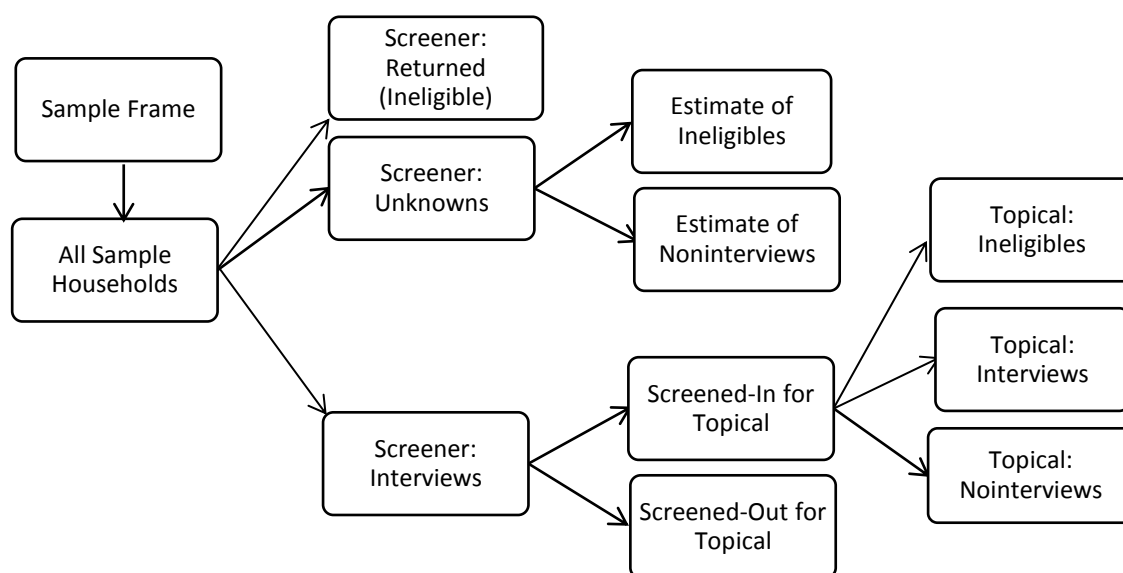 Sample Frame
All Sample
Households
Screener:
Returned
(Ineligible)
Screener:
Unknowns
Screener:
Interviews
Estimate of
Ineligibles
Estimate of
Noninterviews
Screened-In for
Topical
Screened-Out for
Topical
Topical:
Ineligibles
Topical:
Interviews
Topical:
Nointerviews